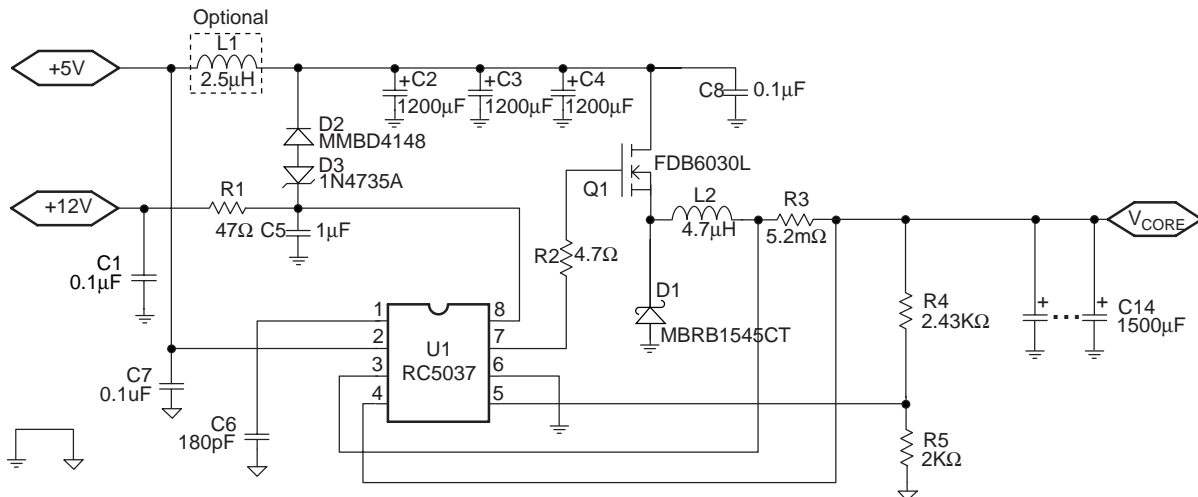 Optional
L1
+5V
2.5µH
+C2
1200µF
+C3
1200µF
+C4
1200µF
C8
0.1µF
D2
MMBD4148
D3
1N4735A
FDB6030L
Q1
+12V
R1
47Ω
C5
1µF
L2
4.7µH
R3
5.2mΩ
VCORE
R2
4.7Ω
C1
0.1µF
D1
MBRB1545CT
R4
2.43KΩ
+
+
C14
1500µF
1
2
3
4
8
7
6
5
U1
RC5037
C7
0.1uF
C6
180pF
R5
2KΩ